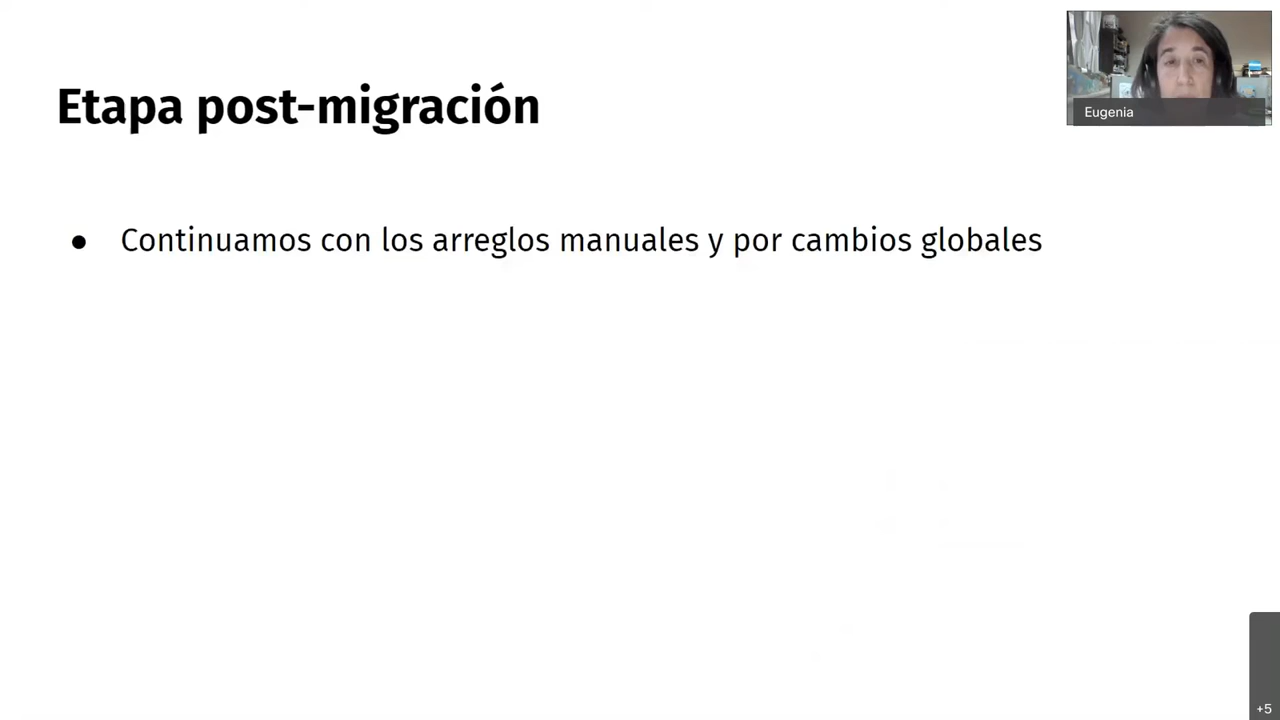 Etapa post-migración
● Continuamos con los arreglos manuales y por cambios globales
Eugenia
+5